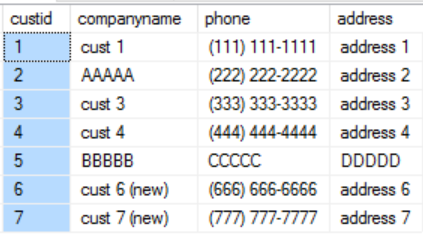 custid companyname phone address
1 cust 1 (111) 111-1111 address 1
2 AAAAA (222) 222-2222 address 2
3 cust 3 (333) 333-3333 address 3
4 cust 4 (444) 444-4444 address 4
5 BBBBB CCCCC DDDDD
6 cust 6 (new) (666) 666-6666 address 6
7 cust 7 (new) (777) 777-7777 address 7